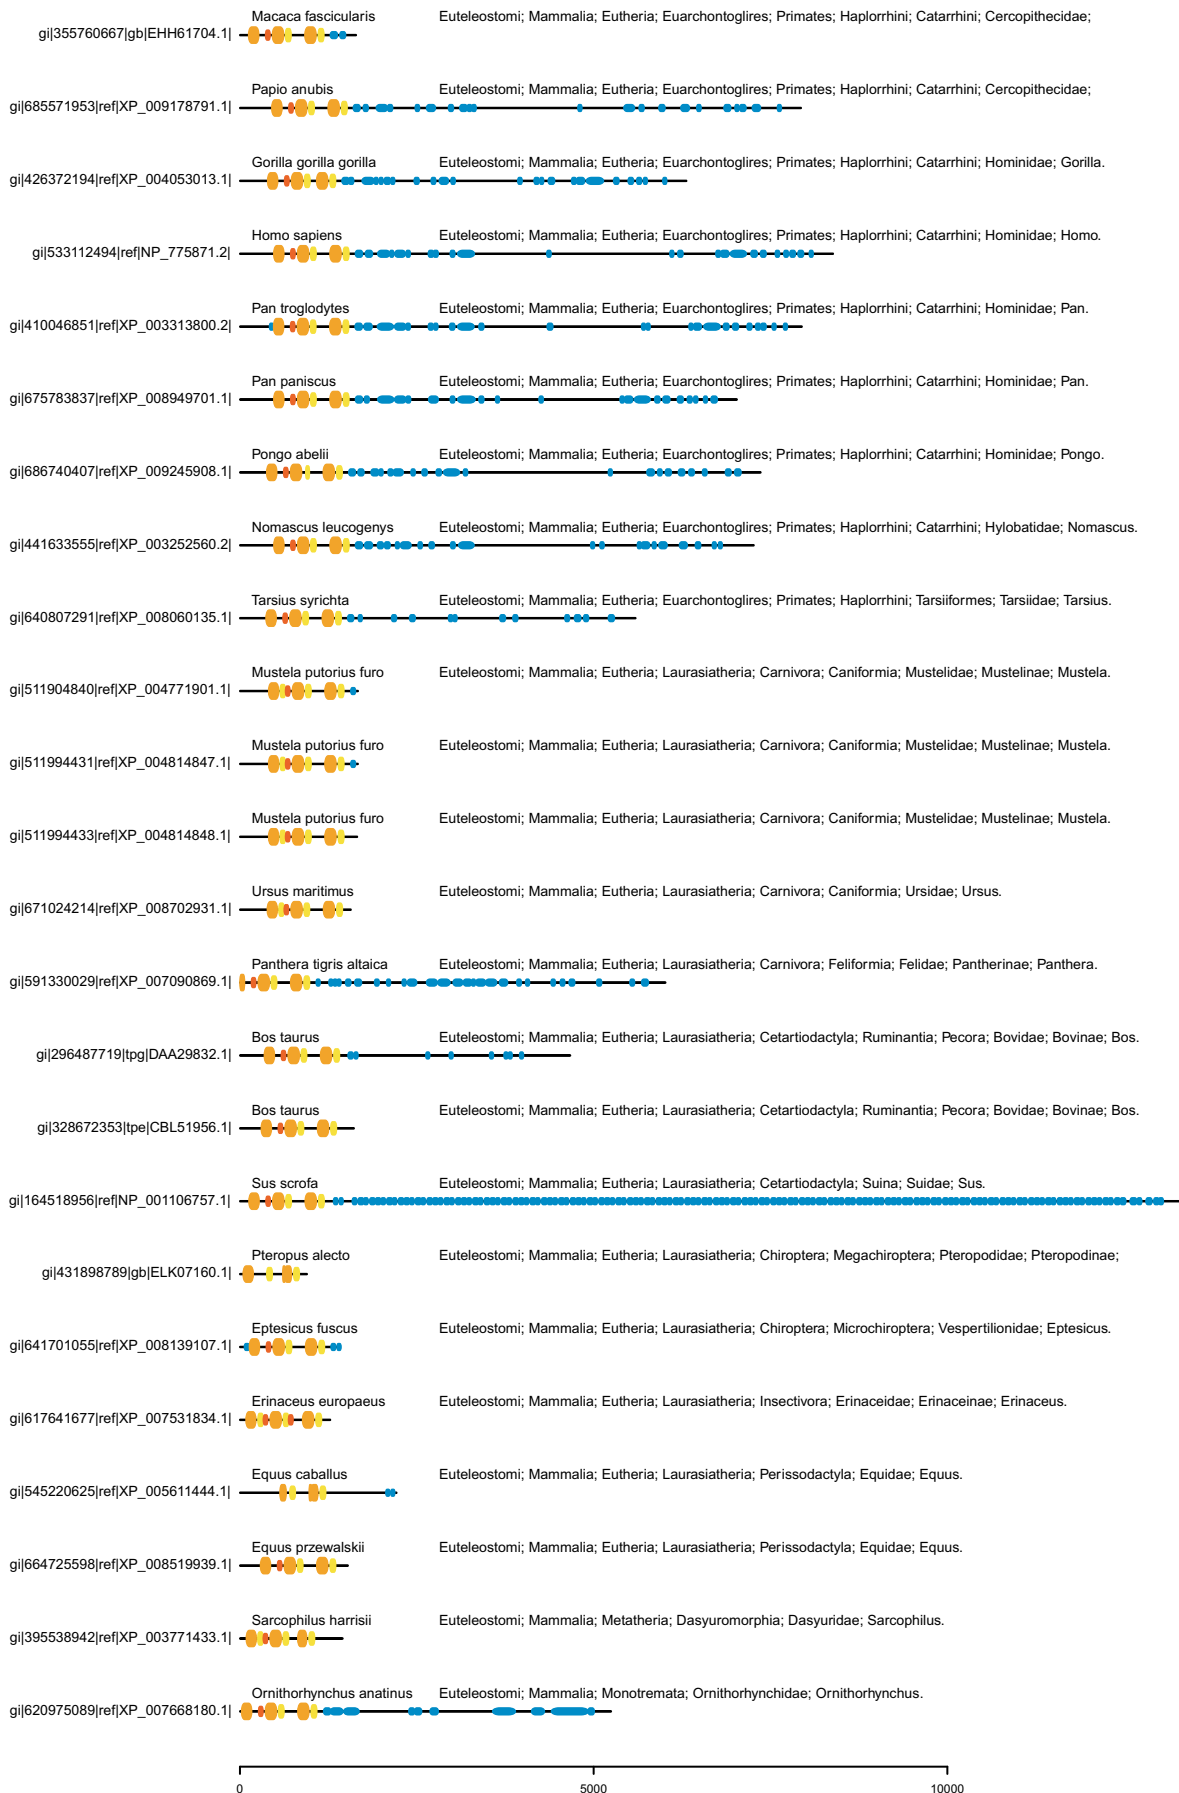 Macaca fascicularis Euteleostomi; Mammalia; Eutheria; Euarchontoglires; Primates; Haplorrhini; Catarrhini; Cercopithecidae;
gi|355760667|gb|EHH61704.1|
Papio anubis Euteleostomi; Mammalia; Eutheria; Euarchontoglires; Primates; Haplorrhini; Catarrhini; Cercopithecidae;
gi|685571953|ref|XP_009178791.1|
Gorilla gorilla gorilla Euteleostomi; Mammalia; Eutheria; Euarchontoglires; Primates; Haplorrhini; Catarrhini; Hominidae; Gorilla.
gi|426372194|ref|XP_004053013.1|
Homo sapiens Euteleostomi; Mammalia; Eutheria; Euarchontoglires; Primates; Haplorrhini; Catarrhini; Hominidae; Homo.
gi|533112494|ref|NP_775871.2|
Pan troglodytes Euteleostomi; Mammalia; Eutheria; Euarchontoglires; Primates; Haplorrhini; Catarrhini; Hominidae; Pan.
gi|410046851|ref|XP_003313800.2|
Pan paniscus Euteleostomi; Mammalia; Eutheria; Euarchontoglires; Primates; Haplorrhini; Catarrhini; Hominidae; Pan.
gi|675783837|ref|XP_008949701.1|
Pongo abelii Euteleostomi; Mammalia; Eutheria; Euarchontoglires; Primates; Haplorrhini; Catarrhini; Hominidae; Pongo.
gi|686740407|ref|XP_009245908.1|
Nomascus leucogenys Euteleostomi; Mammalia; Eutheria; Euarchontoglires; Primates; Haplorrhini; Catarrhini; Hylobatidae; Nomascus.
gi|441633555|ref|XP_003252560.2|
Tarsius syrichta Euteleostomi; Mammalia; Eutheria; Euarchontoglires; Primates; Haplorrhini; Tarsiiformes; Tarsiidae; Tarsius.
gi|640807291|ref|XP_008060135.1|
Mustela putorius furo Euteleostomi; Mammalia; Eutheria; Laurasiatheria; Carnivora; Caniformia; Mustelidae; Mustelinae; Mustela.
gi|511904840|ref|XP_004771901.1|
Mustela putorius furo Euteleostomi; Mammalia; Eutheria; Laurasiatheria; Carnivora; Caniformia; Mustelidae; Mustelinae; Mustela.
gi|511994431|ref|XP_004814847.1|
Mustela putorius furo Euteleostomi; Mammalia; Eutheria; Laurasiatheria; Carnivora; Caniformia; Mustelidae; Mustelinae; Mustela.
gi|511994433|ref|XP_004814848.1|
Ursus maritimus Euteleostomi; Mammalia; Eutheria; Laurasiatheria; Carnivora; Caniformia; Ursidae; Ursus.
gi|671024214|ref|XP_008702931.1|
Panthera tigris altaica Euteleostomi; Mammalia; Eutheria; Laurasiatheria; Carnivora; Feliformia; Felidae; Pantherinae; Panthera.
gi|591330029|ref|XP_007090869.1|
Bos taurus Euteleostomi; Mammalia; Eutheria; Laurasiatheria; Cetartiodactyla; Ruminantia; Pecora; Bovidae; Bovinae; Bos.
gi|296487719|tpg|DAA29832.1|
Bos taurus Euteleostomi; Mammalia; Eutheria; Laurasiatheria; Cetartiodactyla; Ruminantia; Pecora; Bovidae; Bovinae; Bos.
gi|328672353|tpe|CBL51956.1|
Sus scrofa Euteleostomi; Mammalia; Eutheria; Laurasiatheria; Cetartiodactyla; Suina; Suidae; Sus.
gi|164518956|ref|NP_001106757.1|
Pteropus alecto Euteleostomi; Mammalia; Eutheria; Laurasiatheria; Chiroptera; Megachiroptera; Pteropodidae; Pteropodinae;
gi|431898789|gb|ELK07160.1|
Eptesicus fuscus Euteleostomi; Mammalia; Eutheria; Laurasiatheria; Chiroptera; Microchiroptera; Vespertilionidae; Eptesicus.
gi|641701055|ref|XP_008139107.1|
Erinaceus europaeus Euteleostomi; Mammalia; Eutheria; Laurasiatheria; Insectivora; Erinaceidae; Erinaceinae; Erinaceus.
gi|617641677|ref|XP_007531834.1|
Equus caballus Euteleostomi; Mammalia; Eutheria; Laurasiatheria; Perissodactyla; Equidae; Equus.
gi|545220625|ref|XP_005611444.1|
Equus przewalskii Euteleostomi; Mammalia; Eutheria; Laurasiatheria; Perissodactyla; Equidae; Equus.
gi|664725598|ref|XP_008519939.1|
Sarcophilus harrisii Euteleostomi; Mammalia; Metatheria; Dasyuromorphia; Dasyuridae; Sarcophilus.
gi|395538942|ref|XP_003771433.1|
Ornithorhynchus anatinus Euteleostomi; Mammalia; Monotremata; Ornithorhynchidae; Ornithorhynchus.
gi|620975089|ref|XP_007668180.1|
0 5000 10000